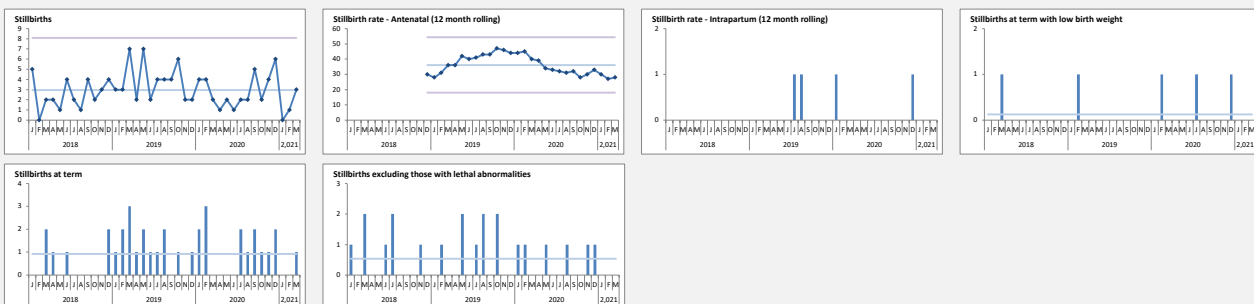 Stillbirths
9
8
7
6
5
4
3
2
1
0
J F M A M J J A S O N D J F M A M J J A S O N D J F M A M J J A S O N D J F M
2018 2019 2020 2,021
Stillbirth rate - Antenatal (12 month rolling)
60
50
40
30
20
10
0
J F M A M J J A S O N D J F M A M J J A S O N D J F M A M J J A S O N D J F M
2018 2019 2020 2,021
Stillbirth rate - Intrapartum (12 month rolling)
2
1
0
J F M A M J J A S O N D J F M A M J J A S O N D J F M A M J J A S O N D J F M
2018 2019 2020 2,021
Stillbirths at term with low birth weight
2
1
0
J F M A M J J A S O N D J F M A M J J A S O N D J F M A M J J A S O N D J F M
2018 2019 2020 2,021
Stillbirths at term
4
3
2
1
0
J F M A M J J A S O N D J F M A M J J A S O N D J F M A M J J A S O N D J F M
2018 2019 2020 2,021
Stillbirths excluding those with lethal abnormalities
3
2
1
0
J F M A M J J A S O N D J F M A M J J A S O N D J F M A M J J A S O N D J F M
2018 2019 2020 2,021